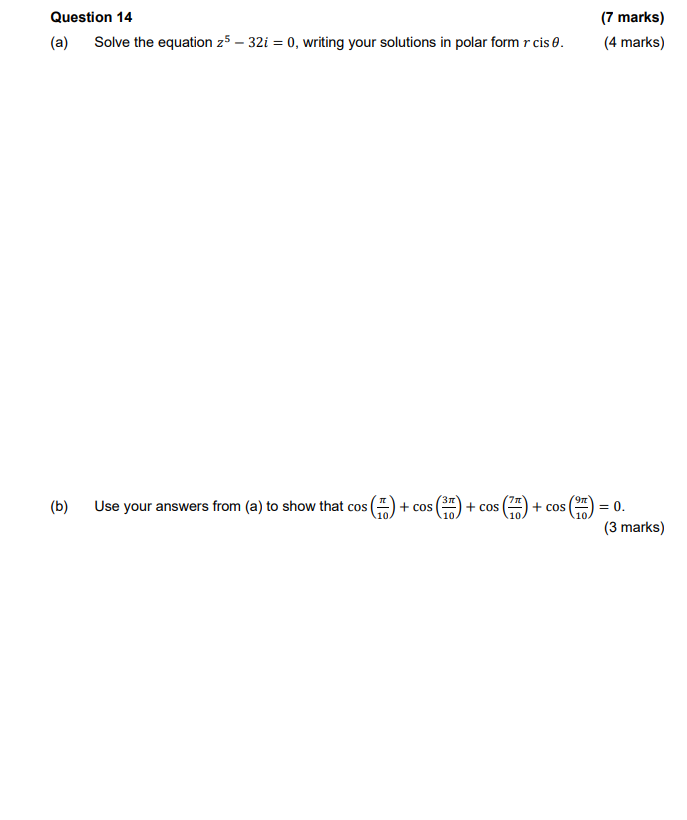 Question 14 (7 marks)
(a) Solve the equation z⁵ – 32i = 0, writing your solutions in polar form r cis θ. (4 marks)
(b) Use your answers from (a) to show that cos(π/10) + cos(3π/10) + cos(7π/10) + cos(9π/10) = 0.
(3 marks)